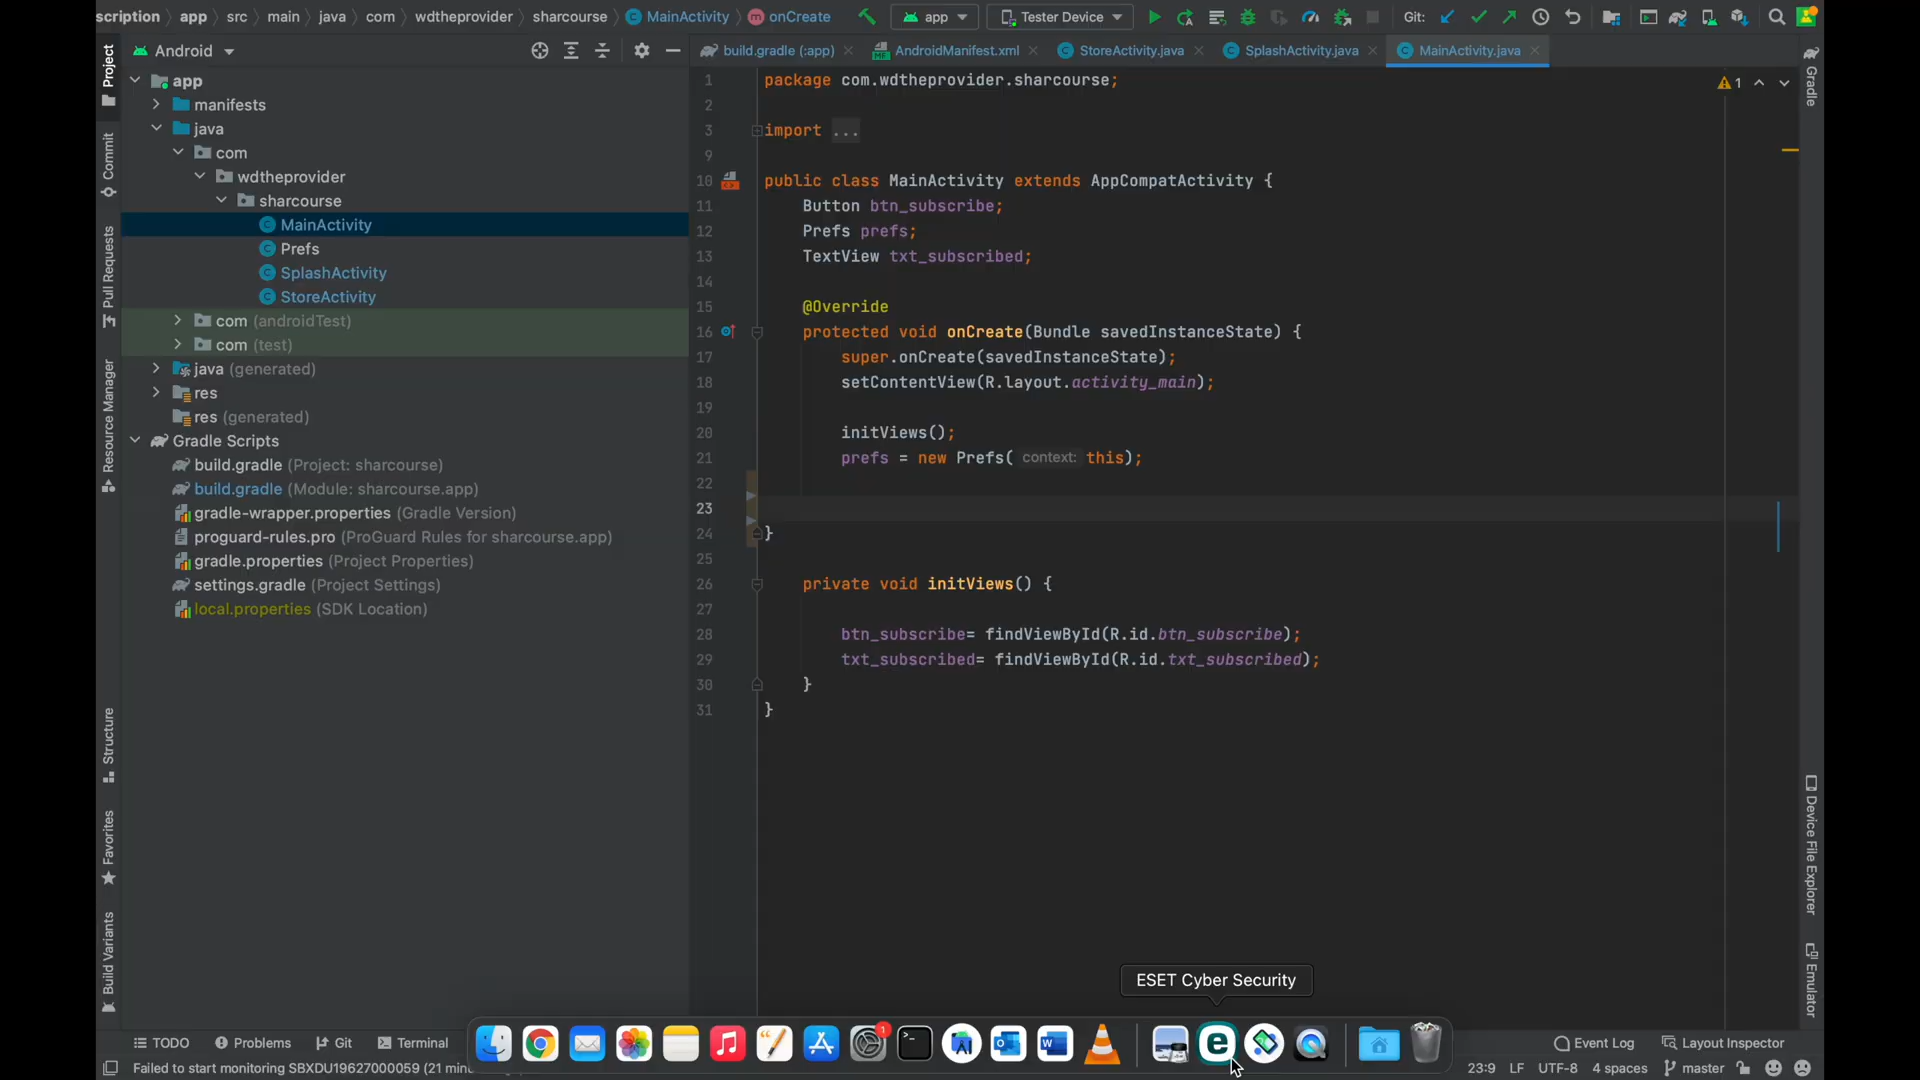 scription app src main java com wdtheprovider sharcourse MainActivity onCreate app Tester Device Git:
Project
Android
build.gradle (:app) AndroidManifest.xml StoreActivity.java SplashActivity.java MainActivity.java
Gradle
app
manifests
java
com
wdtheprovider
sharcourse
MainActivity
Prefs
SplashActivity
StoreActivity
com (androidTest)
com (test)
java (generated)
res
res (generated)
Gradle Scripts
build.gradle (Project: sharcourse)
build.gradle (Module: sharcourse.app)
gradle-wrapper.properties (Gradle Version)
proguard-rules.pro (ProGuard Rules for sharcourse.app)
gradle.properties (Project Properties)
settings.gradle (Project Settings)
local.properties (SDK Location)
Commit
Pull Requests
Resource Manager
Structure
Favorites
Build Variants
1 package com.wdtheprovider.sharcourse;
2
3 import ...
9
10 public class MainActivity extends AppCompatActivity {
11 Button btn_subscribe;
12 Prefs prefs;
13 TextView txt_subscribed;
14
15 @Override
16 protected void onCreate(Bundle savedInstanceState) {
17 super.onCreate(savedInstanceState);
18 setContentView(R.layout.activity_main);
19
20 initViews();
21 prefs = new Prefs( context: this);
22
23
24 }
25
26 private void initViews() {
27
28 btn_subscribe= findViewById(R.id.btn_subscribe);
29 txt_subscribed= findViewById(R.id.txt_subscribed);
30 }
31 }
1
Device File Explorer
Emulator
ESET Cyber Security
1
TODO Problems Git Terminal Event Log Layout Inspector
Failed to start monitoring SBXDU19627000059 (21 minu 23:9 LF UTF-8 4 spaces master